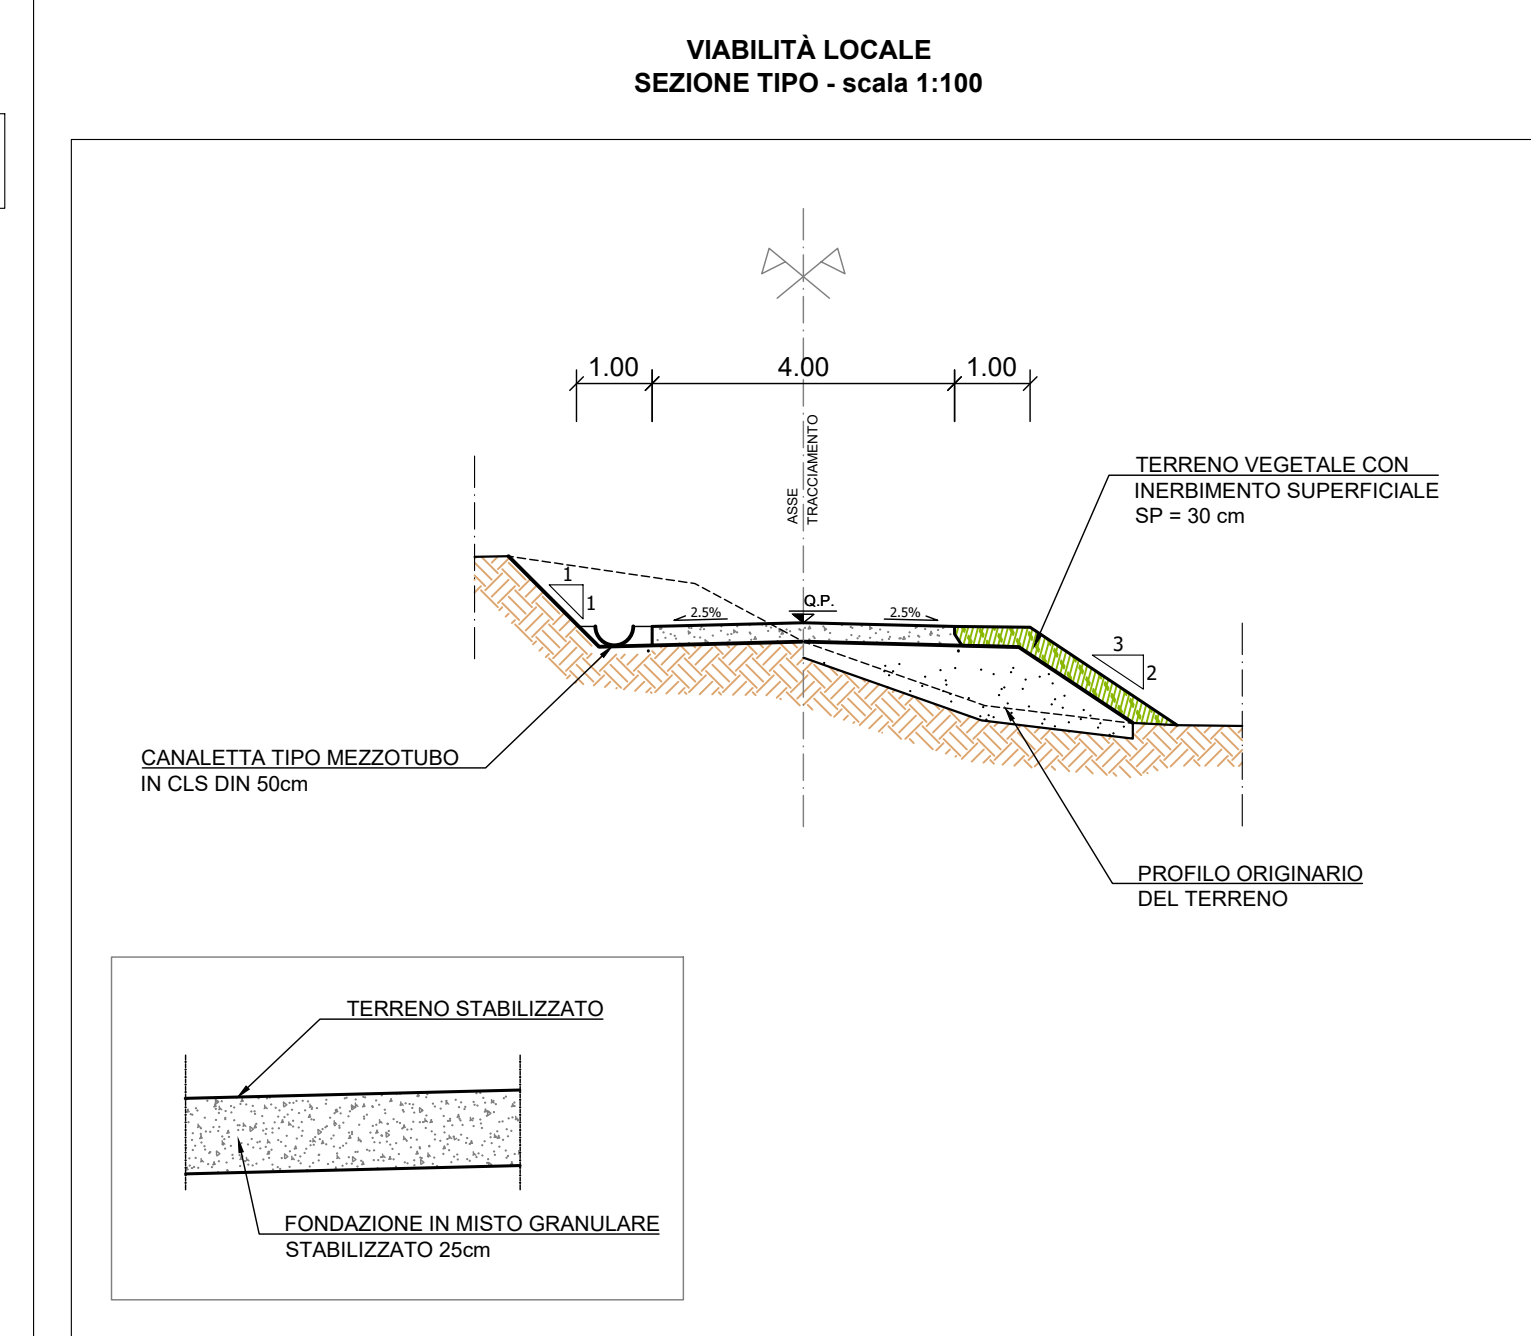 VIABILITÀ LOCALE
SEZIONE TIPO - scala 1:100
1.00
4.00
1.00
ASSE
TRACCIAMENTO
TERRENO VEGETALE CON
INERBIMENTO SUPERFICIALE
SP = 30 cm
1
1
2.5%
Q.P.
2.5%
3
2
CANALETTA TIPO MEZZOTUBO
IN CLS DIN 50cm
PROFILO ORIGINARIO
DEL TERRENO
TERRENO STABILIZZATO
FONDAZIONE IN MISTO GRANULARE
STABILIZZATO 25cm